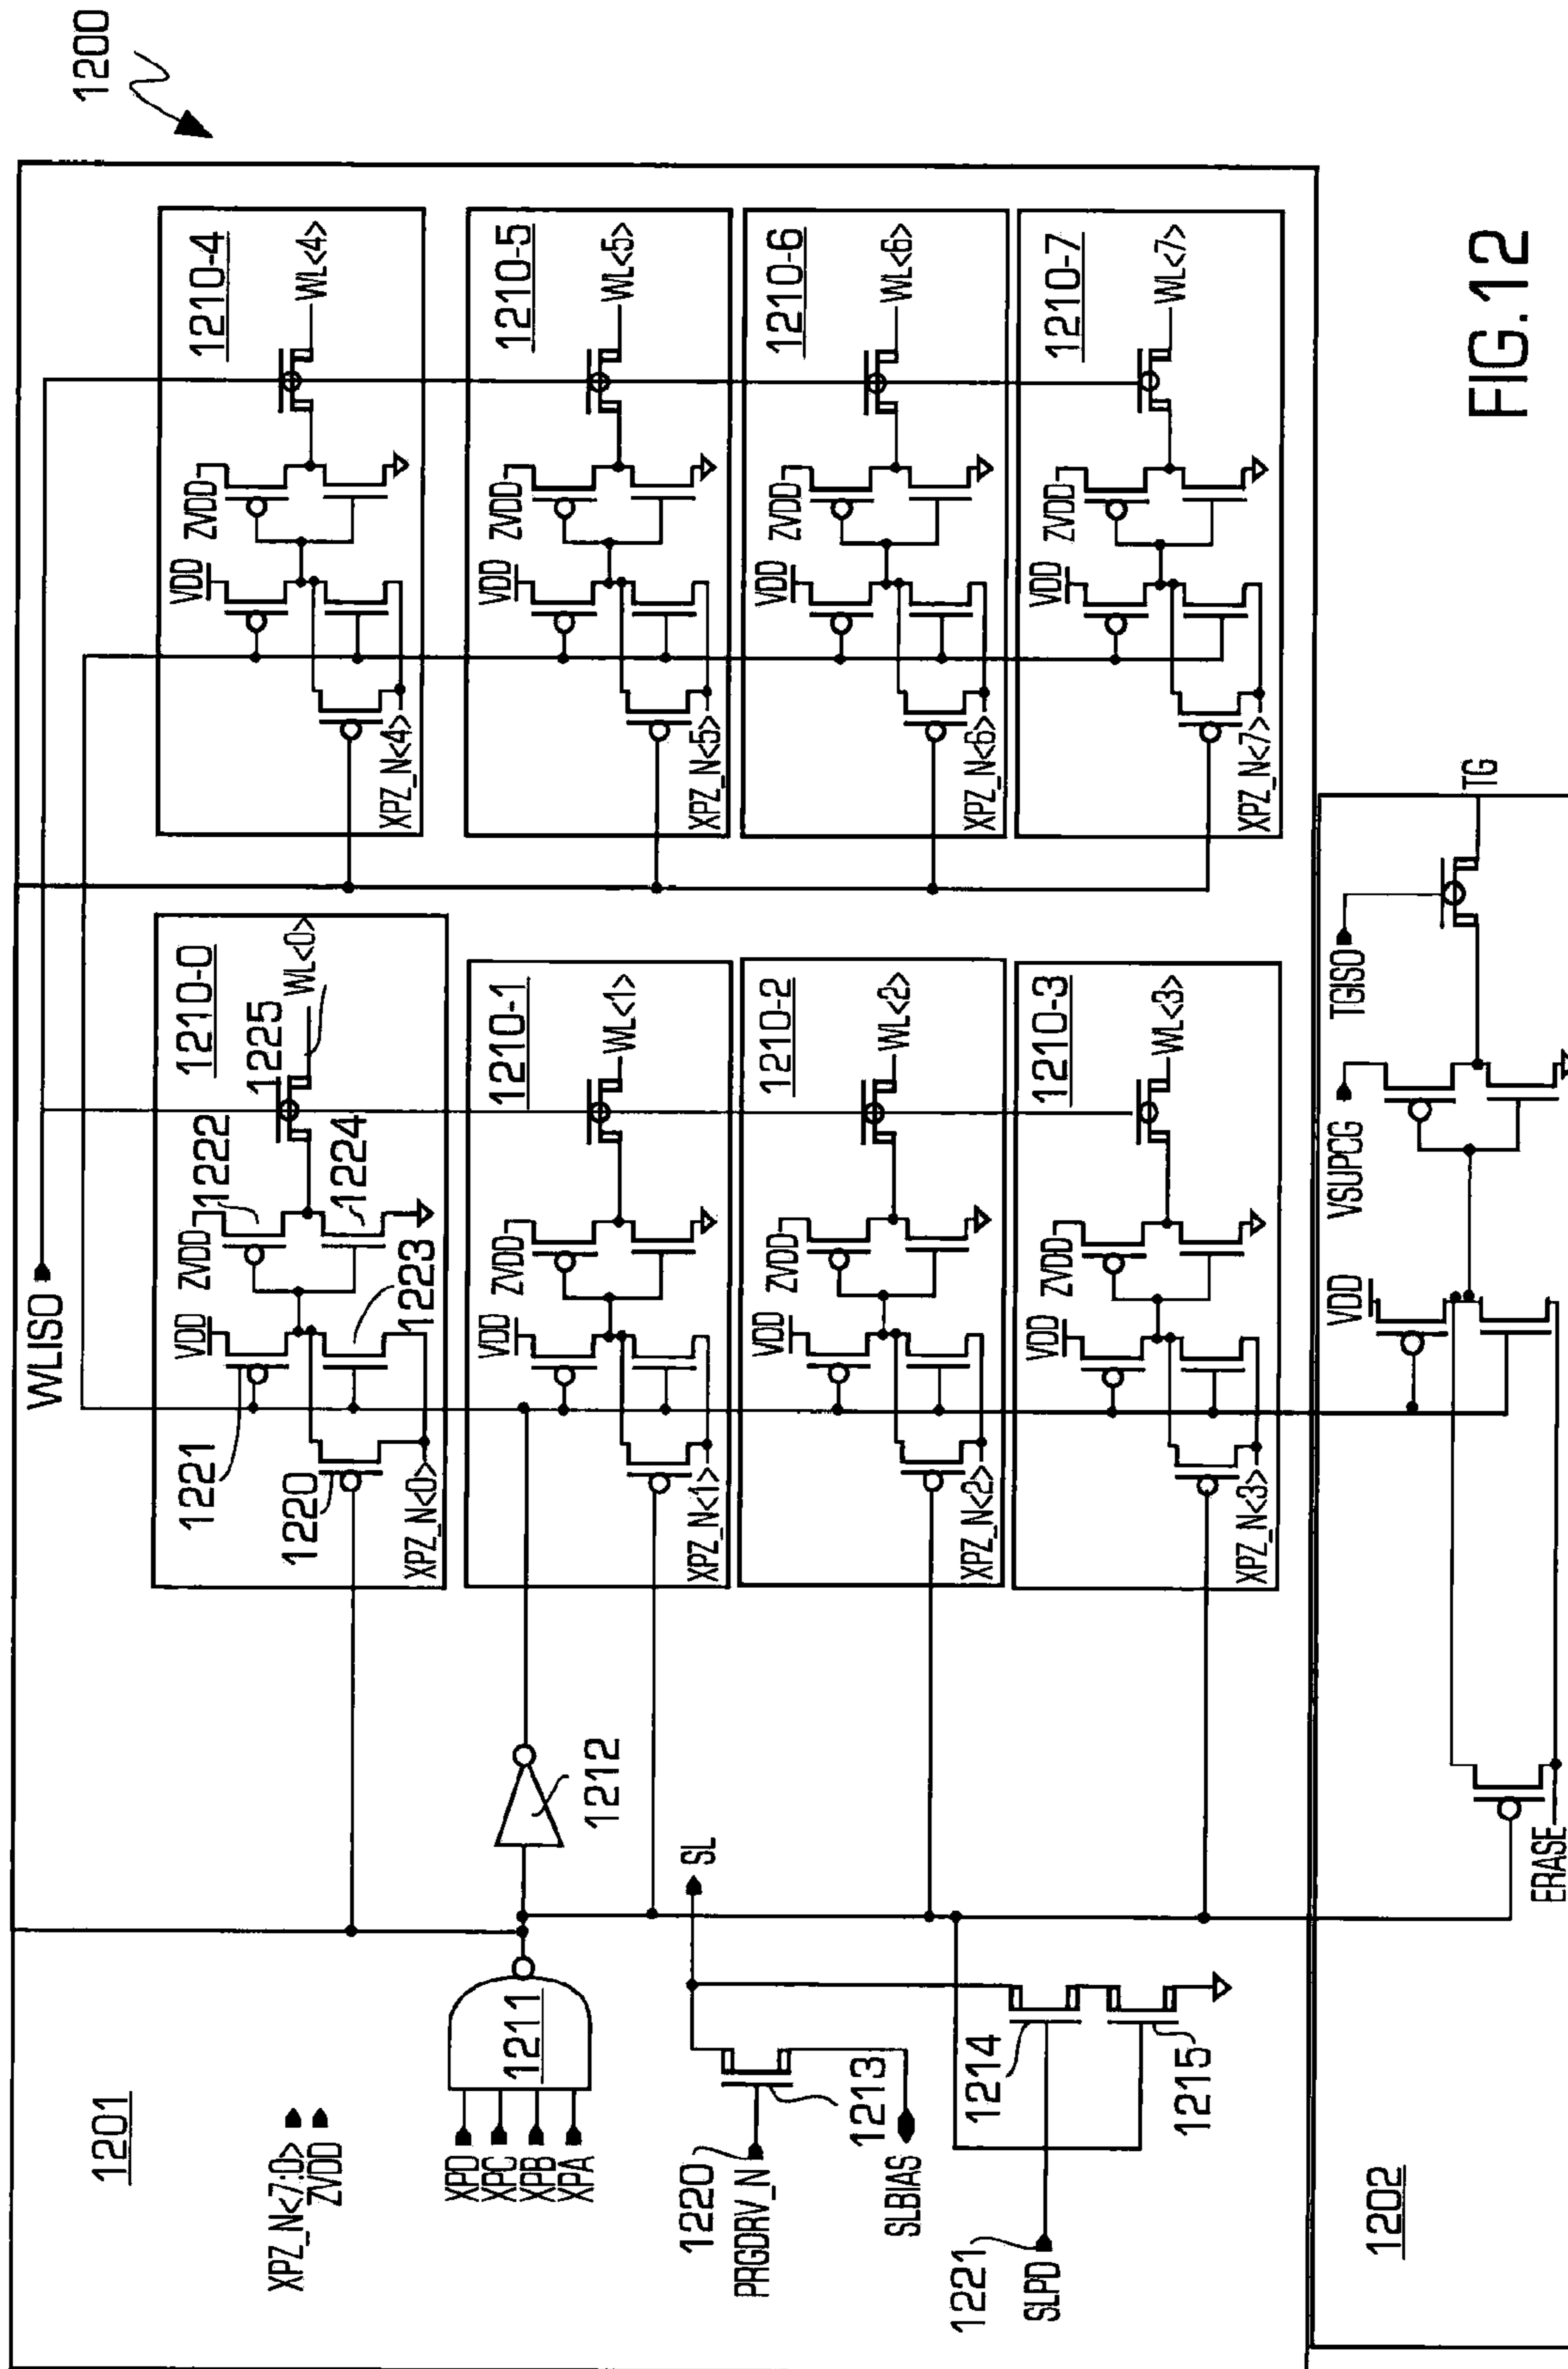 1200
1201
XPZ_N<7:0>
ZVDD
WLISO
XPD
XPC
XPB
XPA
1211
1212
1220
PRGDRV_N
1213
SLBIAS
SL
1221
SLPD
1214
1215
1210-0
VDD
ZVDD
1220
1221
1222
1223
1224
1225
XPZ_N<0>
WL<0>
1210-1
VDD
ZVDD
XPZ_N<1>
WL<1>
1210-2
VDD
ZVDD
XPZ_N<2>
WL<2>
1210-3
VDD
ZVDD
XPZ_N<3>
WL<3>
1210-4
VDD
ZVDD
XPZ_N<4>
WL<4>
1210-5
VDD
ZVDD
XPZ_N<5>
WL<5>
1210-6
VDD
ZVDD
XPZ_N<6>
WL<6>
1210-7
VDD
ZVDD
XPZ_N<7>
WL<7>
1202
ERASE
VDD
VSUPCG
TGISO
TG
FIG.12